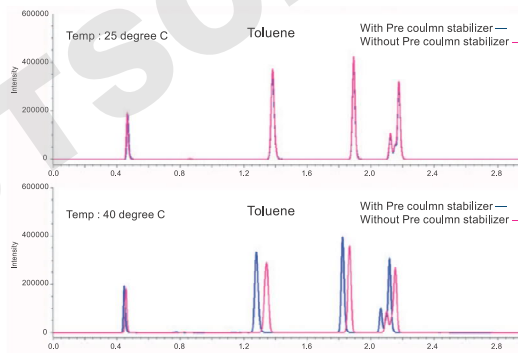 Tso
600000
Temp : 25 degree C
Toluene
With Pre coulmn stabilizer
Without Pre coulmn stabilizer
400000
Intensity
200000
0
0.0 0.4 0.8 1.2 1.6 2.0 2.4 2.8
600000
Temp : 40 degree C
Toluene
With Pre coulmn stabilizer
Without Pre coulmn stabilizer
400000
Intensity
200000
0
0.0 0.4 0.8 1.2 1.6 2.0 2.4 2.8